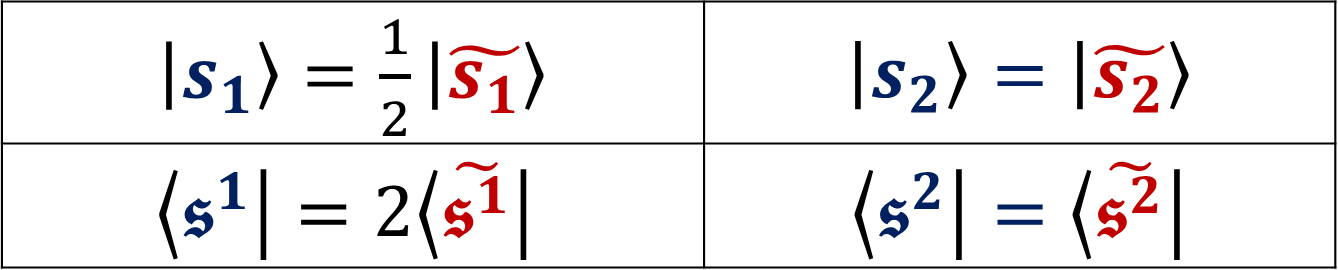 |s₁⟩ = ½ |s̃₁⟩ |s₂⟩ = |s̃₂⟩
⟨𝔰¹| = 2⟨𝔰̃¹| ⟨𝔰²| = ⟨𝔰̃²|